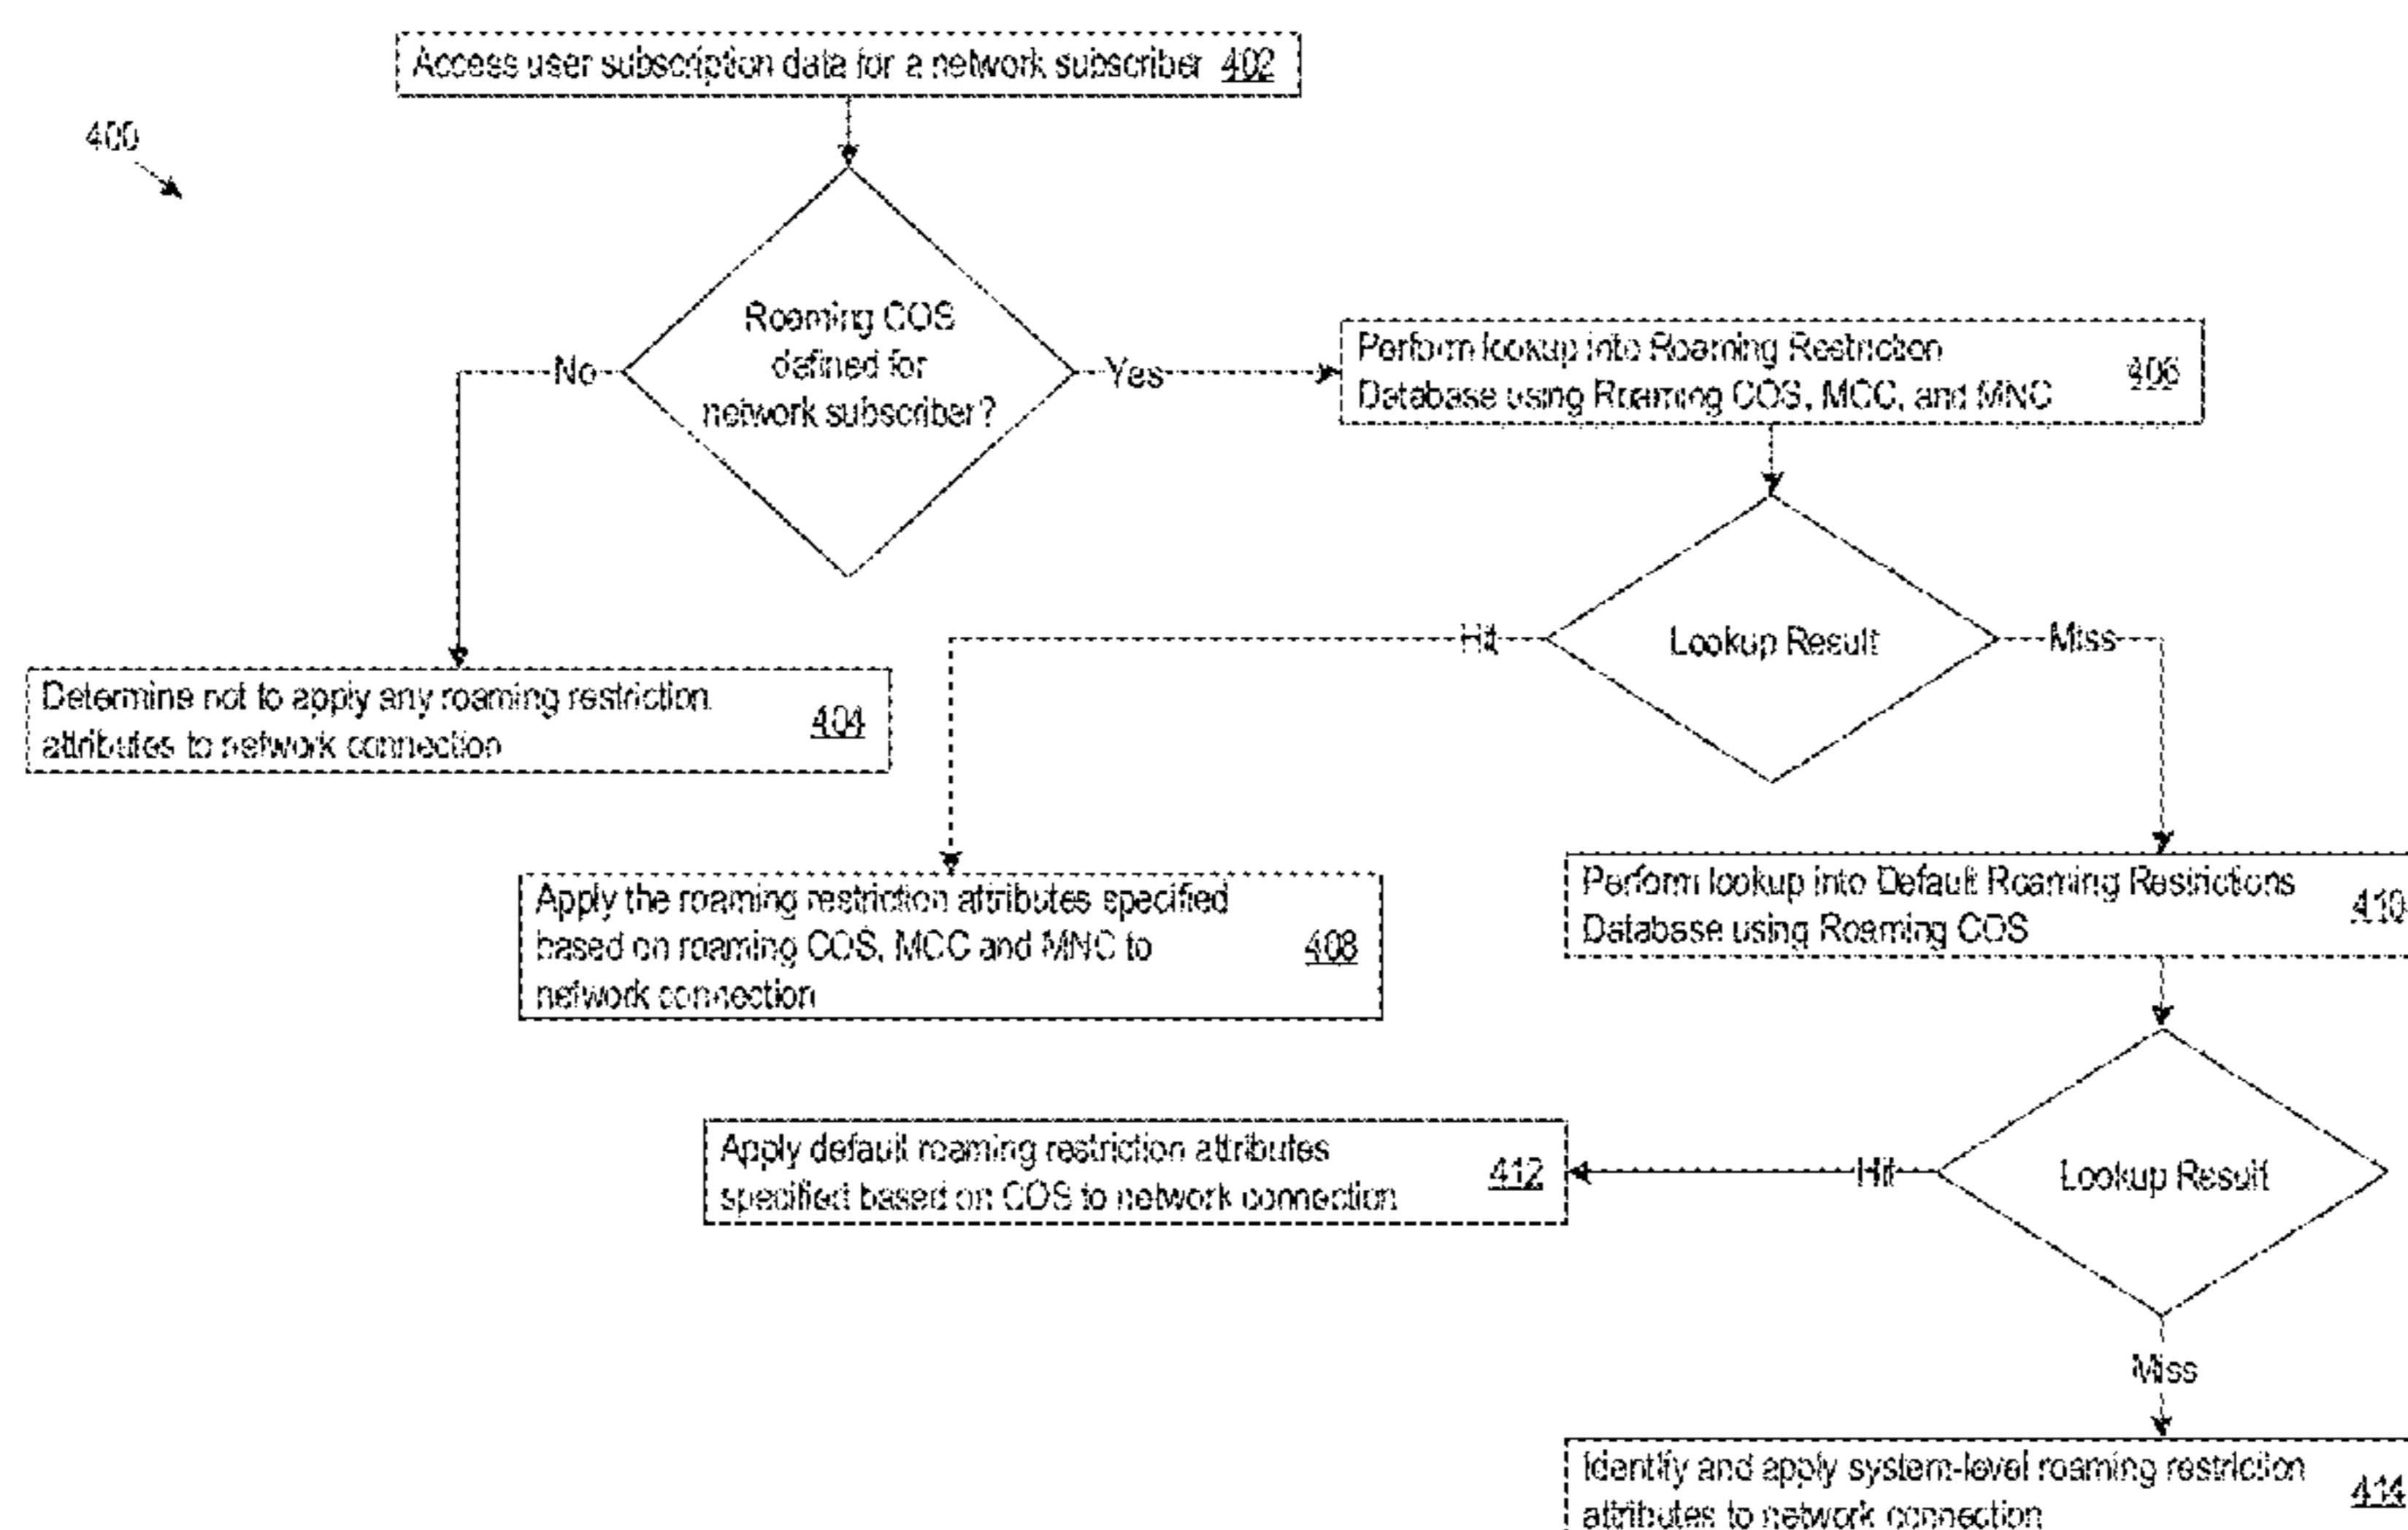 Access user subscription data for a network subscriber 402
400
Roaming COS
defined for
network subscriber?
No
Yes
Perform lookup into Roaming Restriction
Database using Roaming COS, MCC, and MNC
406
Lookup Result
Hit
Miss
Determine not to apply any roaming restriction
attributes to network connection
404
Apply the roaming restriction attributes specified
based on roaming COS, MCC and MNC to
network connection
408
Perform lookup into Default Roaming Restrictions
Database using Roaming COS
410
Apply default roaming restriction attributes
specified based on COS to network connection
412
Hit
Lookup Result
Miss
Identify and apply system-level roaming restriction
attributes to network connection
414